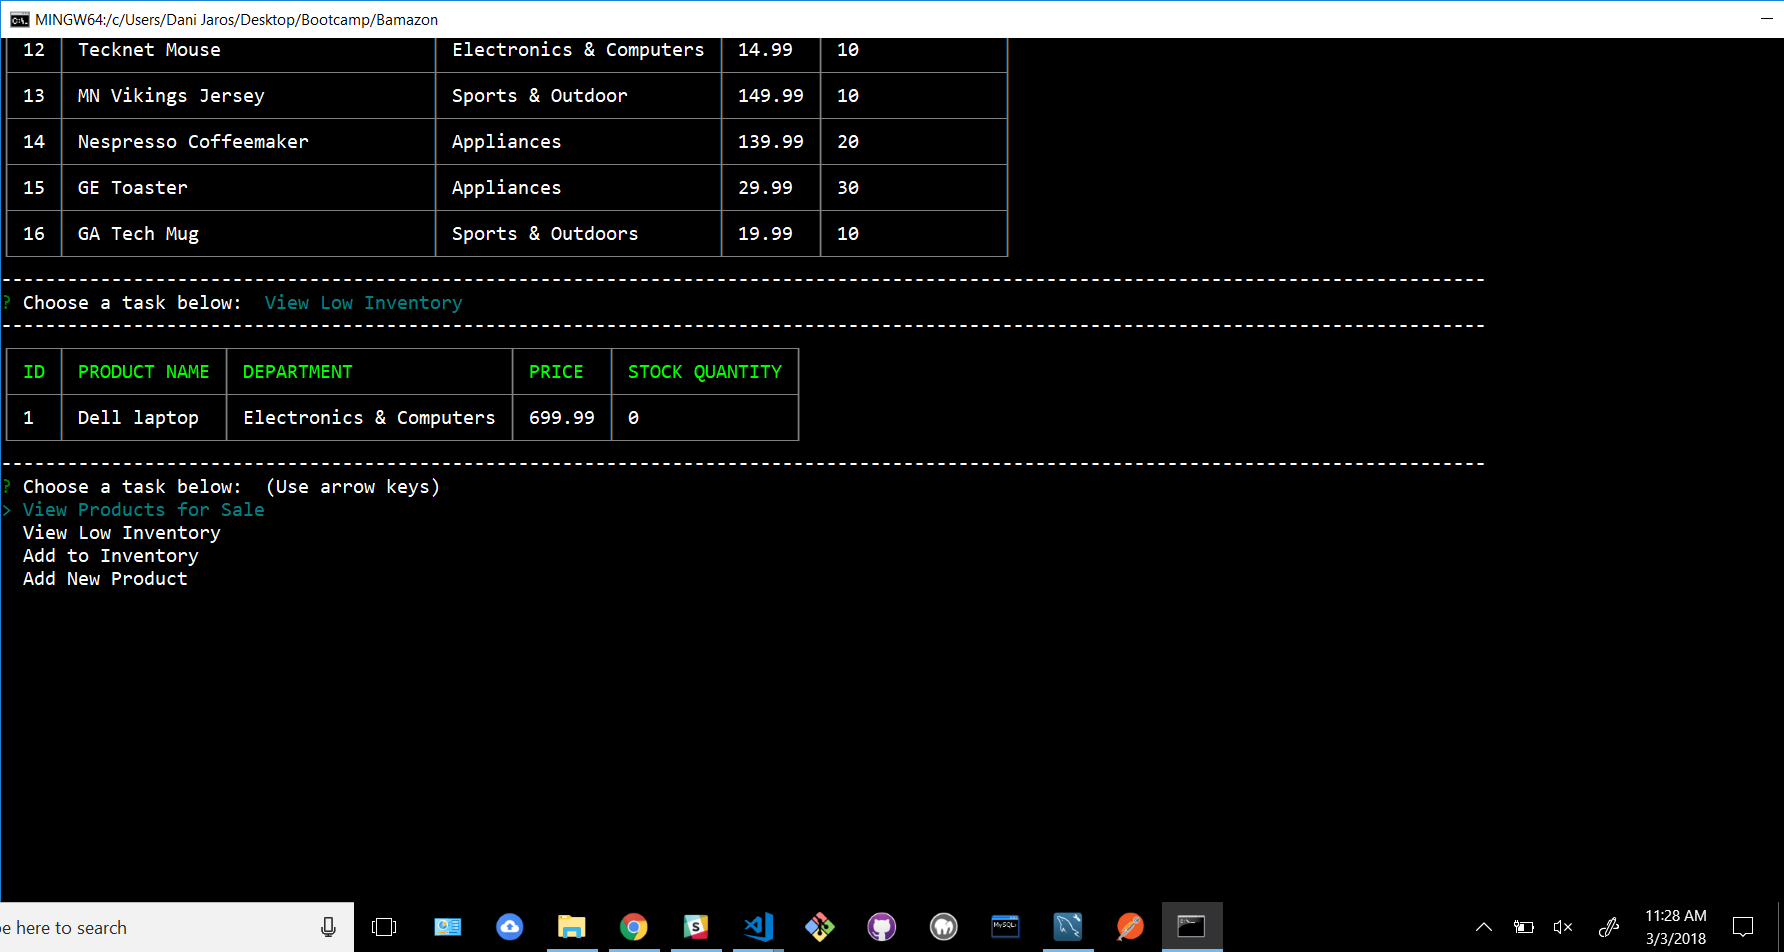 MINGW64:/c/Users/Dani Jaros/Desktop/Bootcamp/Bamazon
12 Tecknet Mouse Electronics & Computers 14.99 10
13 MN Vikings Jersey Sports & Outdoor 149.99 10
14 Nespresso Coffeemaker Appliances 139.99 20
15 GE Toaster Appliances 29.99 30
16 GA Tech Mug Sports & Outdoors 19.99 10
? Choose a task below: View Low Inventory
ID PRODUCT NAME DEPARTMENT PRICE STOCK QUANTITY
1 Dell laptop Electronics & Computers 699.99 0
? Choose a task below: (Use arrow keys)
> View Products for Sale
View Low Inventory
Add to Inventory
Add New Product
e here to search
MySQL
11:28 AM
3/3/2018